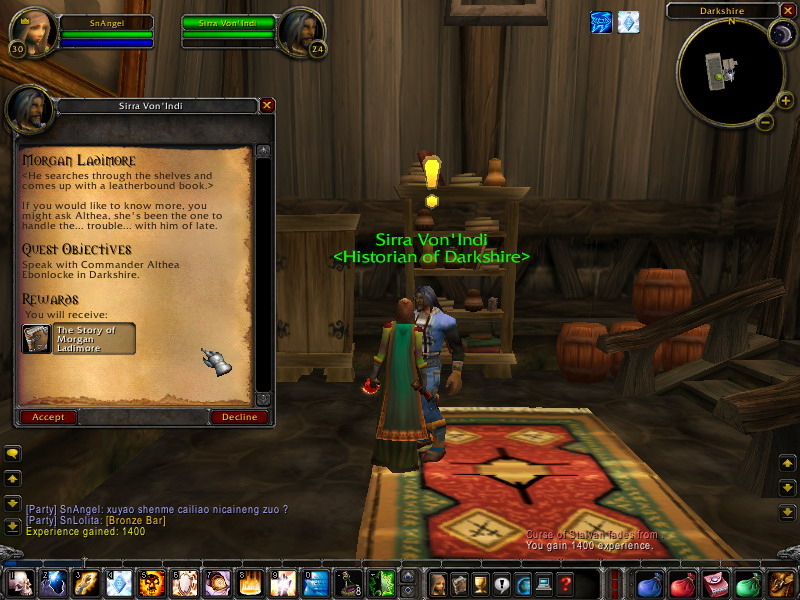 SnAngel
30
Sirra Von'Indi
24
Darkshire
N
Sirra Von'Indi
Morgan Ladimore
<He searches through the shelves and
comes up with a leatherbound book.>
If you would like to know more, you
might ask Althea, she's been the one to
handle the... trouble... with him of late.
Quest Objectives
Speak with Commander Althea
Ebonlocke in Darkshire.
Rewards
You will receive:
The Story of
Morgan
Ladimore
Accept
Decline
Sirra Von'Indi
<Historian of Darkshire>
[Party] SnAngel: xuyao shenme cailiao nicaineng zuo ?
[Party] SnLolita: [Bronze Bar]
Experience gained: 1400
Curse of Stalvan fades from
You gain 1400 experience.